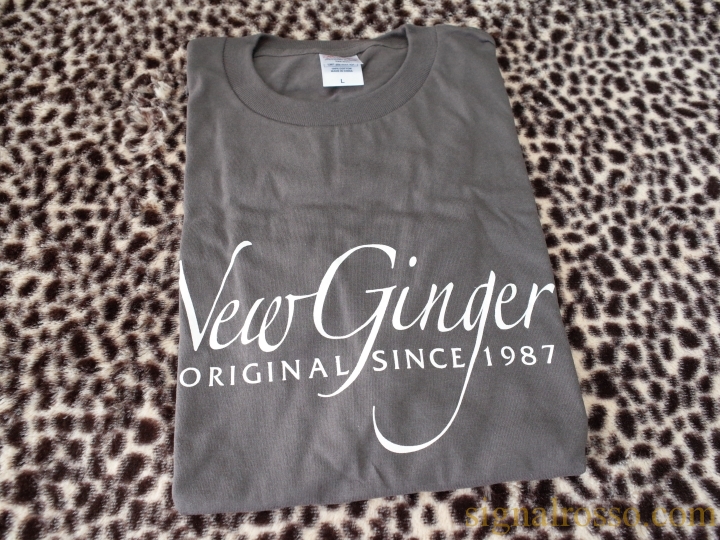 L
New Ginger
ORIGINAL SINCE 1987
signalrosso.com